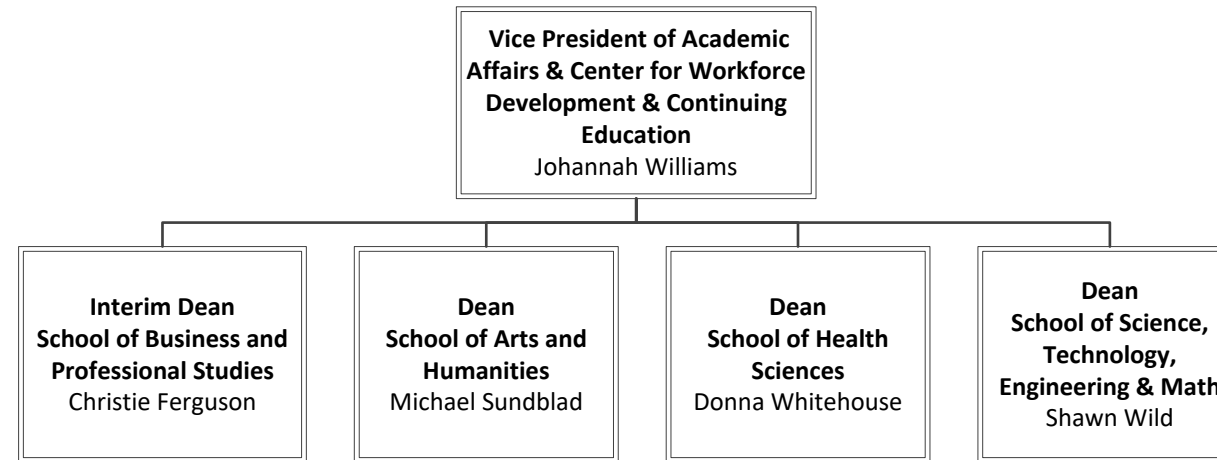 Vice President of Academic
Affairs & Center for Workforce
Development & Continuing
Education
Johannah Williams
Interim Dean
School of Business and
Professional Studies
Christie Ferguson
Dean
School of Arts and
Humanities
Michael Sundblad
Dean
School of Health
Sciences
Donna Whitehouse
Dean
School of Science,
Technology,
Engineering & Math
Shawn Wild